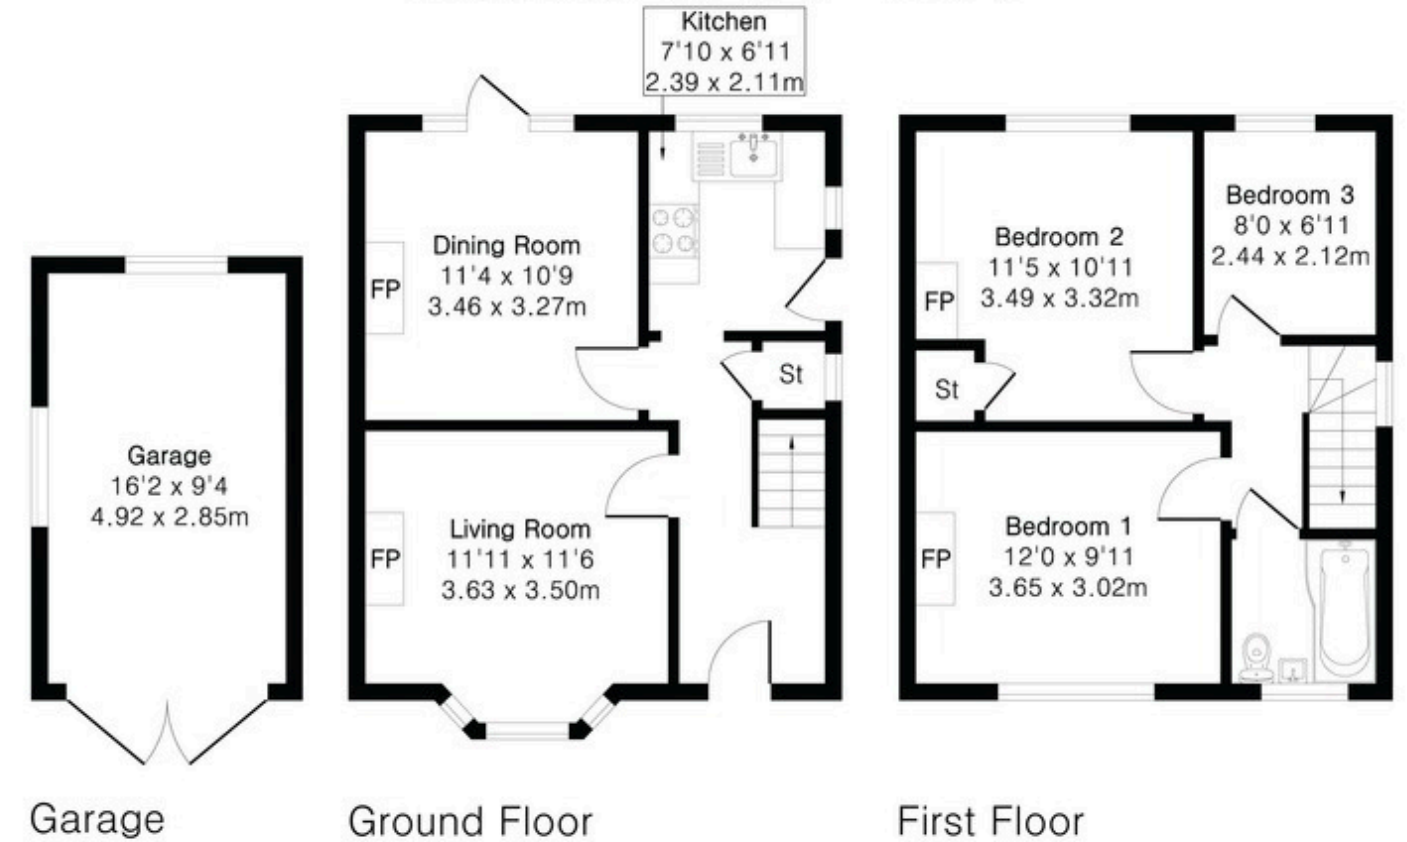 Kitchen
7'10 x 6'11
2.39 x 2.11m
Dining Room
11'4 x 10'9
3.46 x 3.27m
FP
St
Living Room
11'11 x 11'6
3.63 x 3.50m
FP
Garage
16'2 x 9'4
4.92 x 2.85m
Bedroom 2
11'5 x 10'11
3.49 x 3.32m
FP
St
Bedroom 3
8'0 x 6'11
2.44 x 2.12m
Bedroom 1
12'0 x 9'11
3.65 x 3.02m
FP
Garage
Ground Floor
First Floor